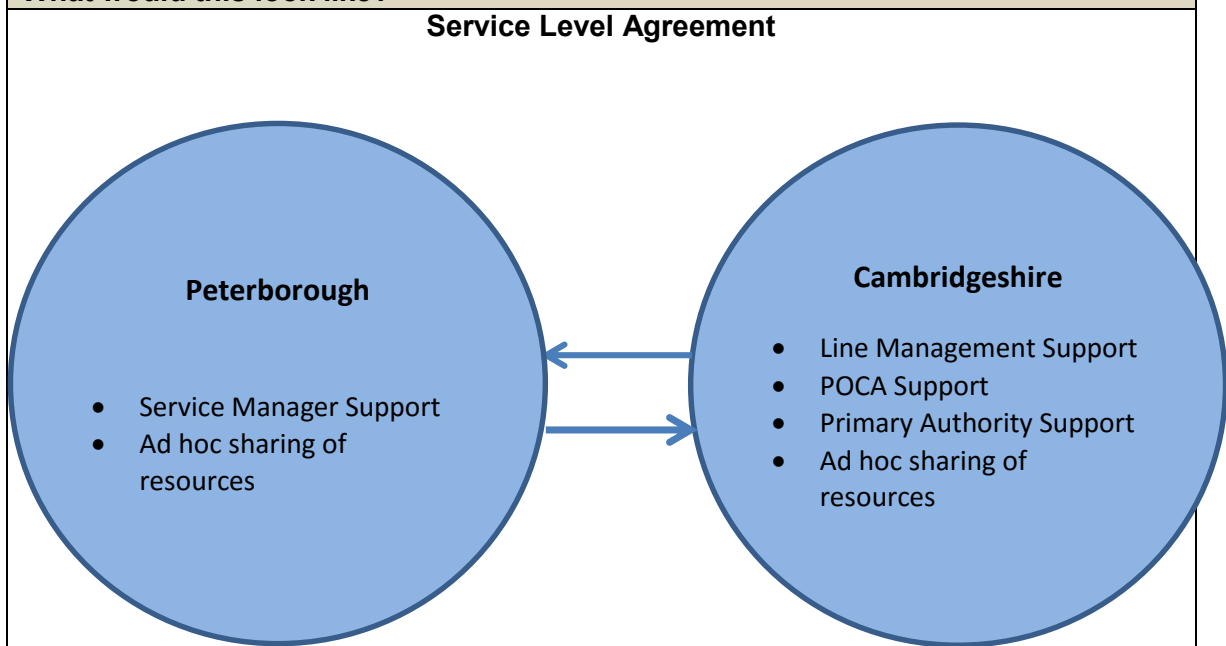 Service Level Agreement
Peterborough
• Service Manager Support
• Ad hoc sharing of
resources
Cambridgeshire
• Line Management Support
• POCA Support
• Primary Authority Support
• Ad hoc sharing of
resources